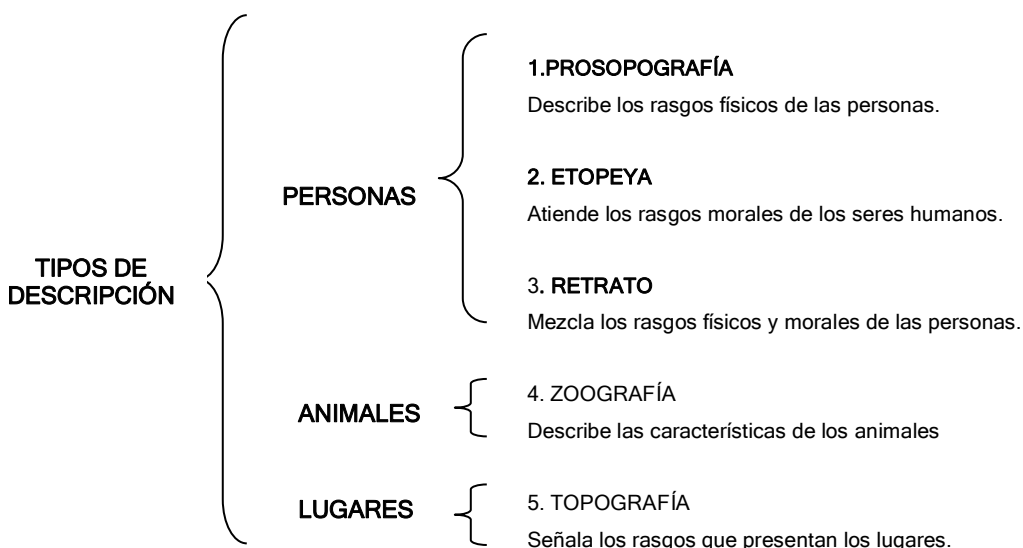 TIPOS DE
DESCRIPCIÓN
PERSONAS
1.PROSOPOGRAFÍA
Describe los rasgos físicos de las personas.
2. ETOPEYA
Atiende los rasgos morales de los seres humanos.
3. RETRATO
Mezcla los rasgos físicos y morales de las personas.
ANIMALES
4. ZOOGRAFÍA
Describe las características de los animales
LUGARES
5. TOPOGRAFÍA
Señala los rasgos que presentan los lugares.